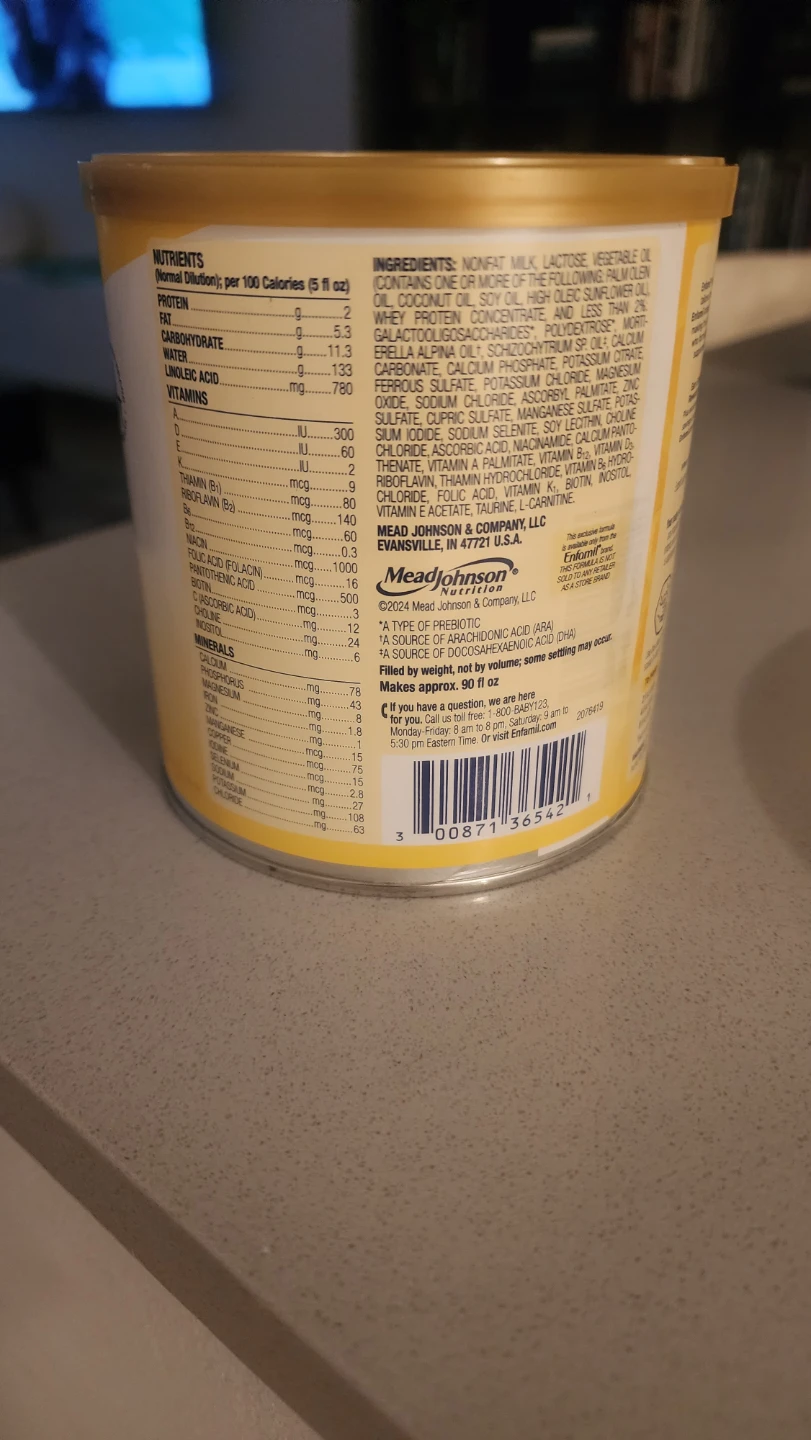 NUTRIENTS
(Normal Dilution); per 100 Calories (5 fl oz)
PROTEIN g 2
FAT g 5.3
CARBOHYDRATE g 11.3
WATER g 133
LINOLEIC ACID mg 780
VITAMINS
A IU 300
D IU 60
E IU 2
K mcg 9
THIAMIN (B1) mcg 80
RIBOFLAVIN (B2) mcg 140
B6 mcg 60
B12 mcg 0.3
NIACIN mcg 1000
FOLIC ACID (FOLACIN) mcg 16
PANTOTHENIC ACID mcg 500
BIOTIN mcg 3
C (ASCORBIC ACID) mg 12
CHOLINE mg 24
INOSITOL mg 6
MINERALS
CALCIUM mg 78
PHOSPHORUS mg 43
MAGNESIUM mg 8
IRON mg 1.8
ZINC mg 1
MANGANESE mcg 15
COPPER mcg 75
IODINE mcg 15
SELENIUM mcg 2.8
SODIUM mg 27
POTASSIUM mg 108
CHLORIDE mg 63
INGREDIENTS: NONFAT MILK, LACTOSE, VEGETABLE OIL
(CONTAINS ONE OR MORE OF THE FOLLOWING: PALM OLEIN
OIL, COCONUT OIL, SOY OIL, HIGH OLEIC SUNFLOWER OIL),
WHEY PROTEIN CONCENTRATE, AND LESS THAN 2%:
GALACTOOLIGOSACCHARIDES*, POLYDEXTROSE*, MORTI-
ERELLA ALPINA OIL†, SCHIZOCHYTRIUM SP. OIL‡, CALCIUM
CARBONATE, CALCIUM PHOSPHATE, POTASSIUM CITRATE,
FERROUS SULFATE, POTASSIUM CHLORIDE, MAGNESIUM
OXIDE, SODIUM CHLORIDE, ASCORBYL PALMITATE, ZINC
SULFATE, CUPRIC SULFATE, MANGANESE SULFATE, POTAS-
SIUM IODIDE, SODIUM SELENITE, SOY LECITHIN, CHOLINE
CHLORIDE, ASCORBIC ACID, NIACINAMIDE, CALCIUM PANTO-
THENATE, VITAMIN A PALMITATE, VITAMIN B12, VITAMIN D3,
RIBOFLAVIN, THIAMIN HYDROCHLORIDE, VITAMIN B6 HYDRO-
CHLORIDE, FOLIC ACID, VITAMIN K1, BIOTIN, INOSITOL,
VITAMIN E ACETATE, TAURINE, L-CARNITINE.
MEAD JOHNSON & COMPANY, LLC
EVANSVILLE, IN 47721 U.S.A.
This exclusive formula
is available only from the
Enfamil® brand.
THIS FORMULA IS NOT
SOLD TO ANY RETAILER
AS A STORE BRAND
MeadJohnson®
Nutrition
©2024 Mead Johnson & Company, LLC
*A TYPE OF PREBIOTIC
†A SOURCE OF ARACHIDONIC ACID (ARA)
‡A SOURCE OF DOCOSAHEXAENOIC ACID (DHA)
Filled by weight, not by volume; some settling may occur.
Makes approx. 90 fl oz
If you have a question, we are here
for you. Call us toll free: 1-800-BABY123,
Monday-Friday: 8 am to 8 pm, Saturday: 9 am to
5:30 pm Eastern Time. Or visit Enfamil.com
2076419
3 00871 36542 1